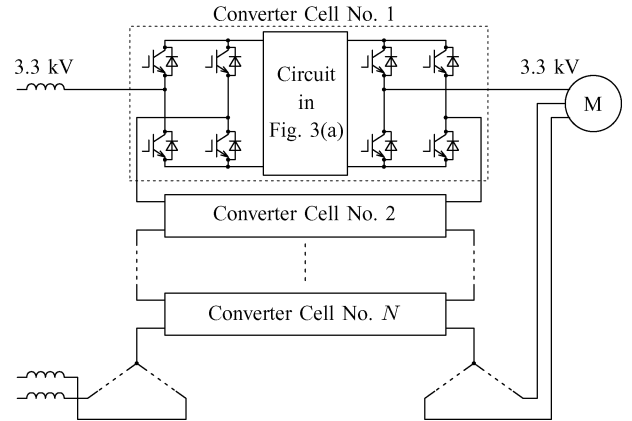 Converter Cell No. 1
3.3 kV
3.3 kV
Circuit
in
Fig. 3(a)
M
Converter Cell No. 2
Converter Cell No. N